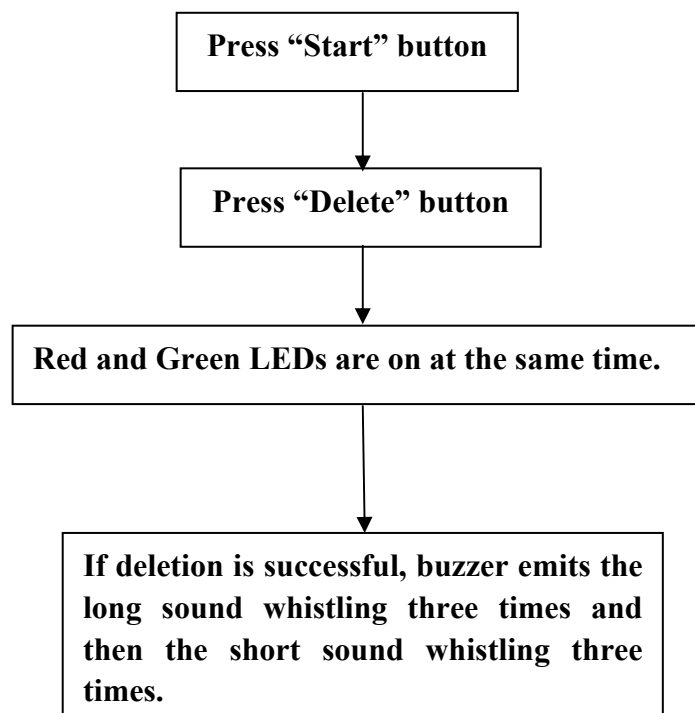 Press “Start” button
Press “Delete” button
Red and Green LEDs are on at the same time.
If deletion is successful, buzzer emits the
long sound whistling three times and
then the short sound whistling three
times.